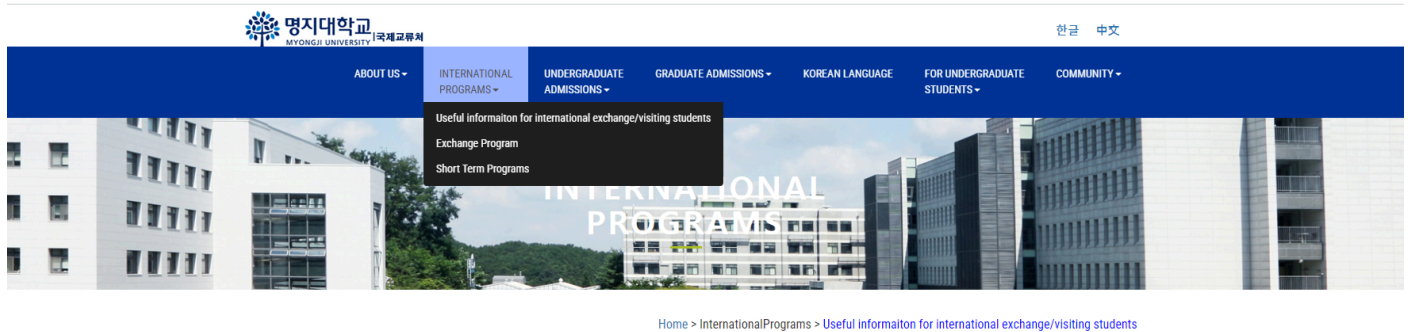 명지대학교
MYONGJI UNIVERSITY
국제교류처
한글 中文
ABOUT US
INTERNATIONAL
PROGRAMS
UNDERGRADUATE
ADMISSIONS
GRADUATE ADMISSIONS
KOREAN LANGUAGE
FOR UNDERGRADUATE
STUDENTS
COMMUNITY
Useful informaiton for international exchange/visiting students
Exchange Program
Short Term Programs
INTERNATIONAL
PROGRAMS
Home > InternationalPrograms > Useful informaiton for international exchange/visiting students